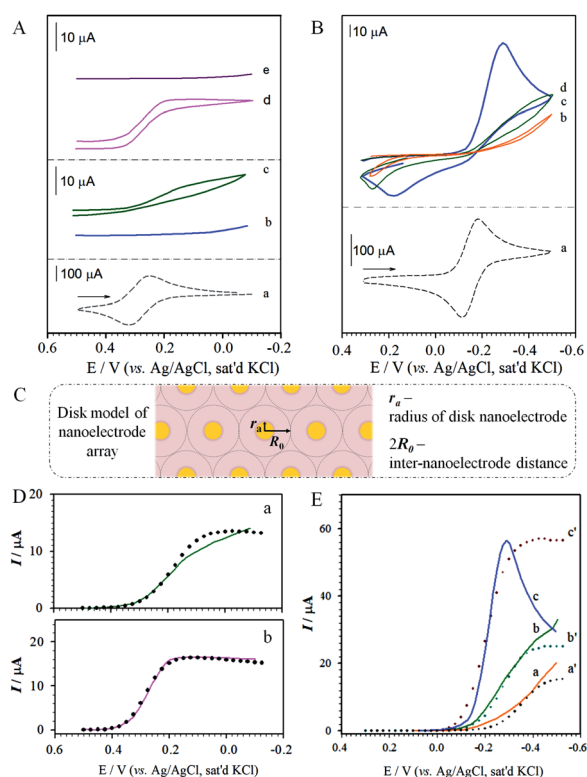 A
10 μA
e
d
10 μA
c
b
100 μA
a
0.6 0.4 0.2 0.0 -0.2
E / V (vs. Ag/AgCl, sat'd KCl)
B
10 μA
d
c
b
100 μA
a
0.4 0.2 0.0 -0.2 -0.4 -0.6
E / V (vs. Ag/AgCl, sat'd KCl)
C
Disk model of
nanoelectrode
array
ra
R0
ra –
radius of disk nanoelectrode
2R0 –
inter-nanoelectrode distance
D
20
a
I / μA
10
0
20
b
I / μA
10
0
0.6 0.4 0.2 0.0 -0.2
E / V (vs. Ag/AgCl, sat'd KCl)
E
60
c'
I / μA
40
c
b
b'
20
a
a'
0
0.4 0.2 0.0 -0.2 -0.4 -0.6
E / V (vs. Ag/AgCl, sat'd KCl)